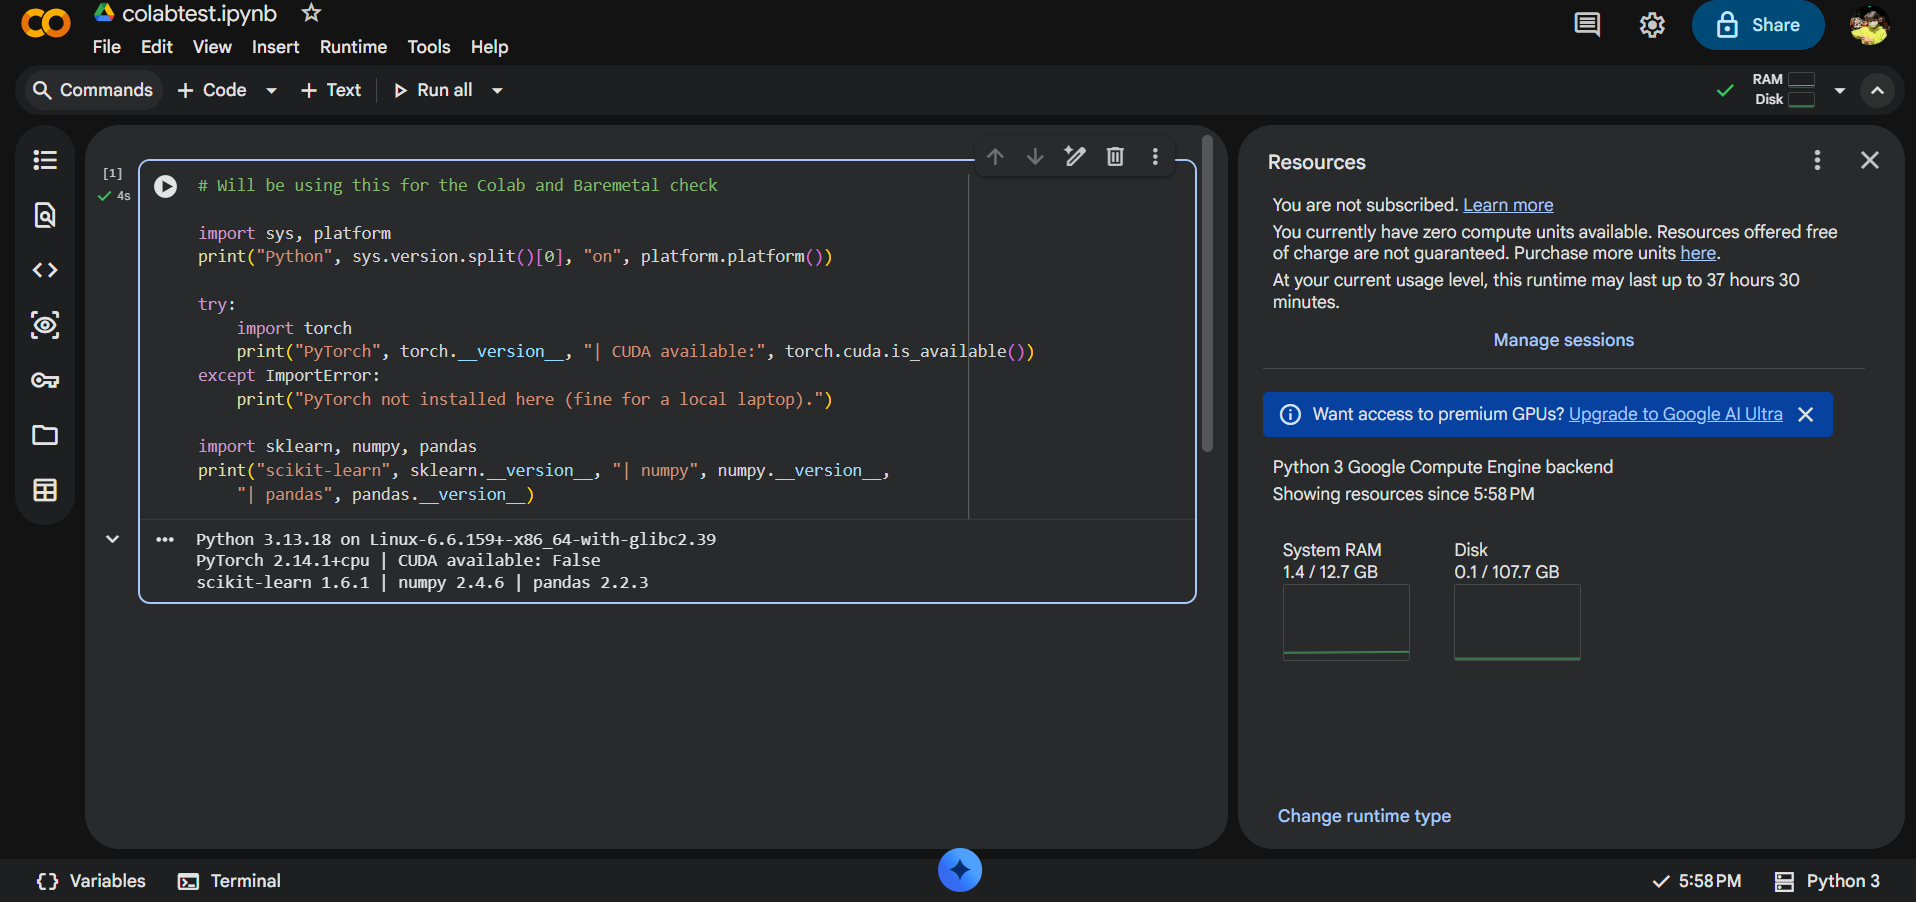 colabtest.ipynb
File Edit View Insert Runtime Tools Help
Share
Commands + Code + Text Run all
RAM
Disk
[1]
4s
# Will be using this for the Colab and Baremetal check
import sys, platform
print("Python", sys.version.split()[0], "on", platform.platform())
try:
    import torch
    print("PyTorch", torch.__version__, "| CUDA available:", torch.cuda.is_available())
except ImportError:
    print("PyTorch not installed here (fine for a local laptop).")
import sklearn, numpy, pandas
print("scikit-learn", sklearn.__version__, "| numpy", numpy.__version__,
    "| pandas", pandas.__version__)
Python 3.13.18 on Linux-6.6.159+-x86_64-with-glibc2.39
PyTorch 2.14.1+cpu | CUDA available: False
scikit-learn 1.6.1 | numpy 2.4.6 | pandas 2.2.3
Resources
You are not subscribed. Learn more
You currently have zero compute units available. Resources offered free
of charge are not guaranteed. Purchase more units here.
At your current usage level, this runtime may last up to 37 hours 30
minutes.
Manage sessions
Want access to premium GPUs? Upgrade to Google AI Ultra
Python 3 Google Compute Engine backend
Showing resources since 5:58 PM
System RAM
1.4 / 12.7 GB
Disk
0.1 / 107.7 GB
Change runtime type
Variables Terminal
5:58 PM Python 3